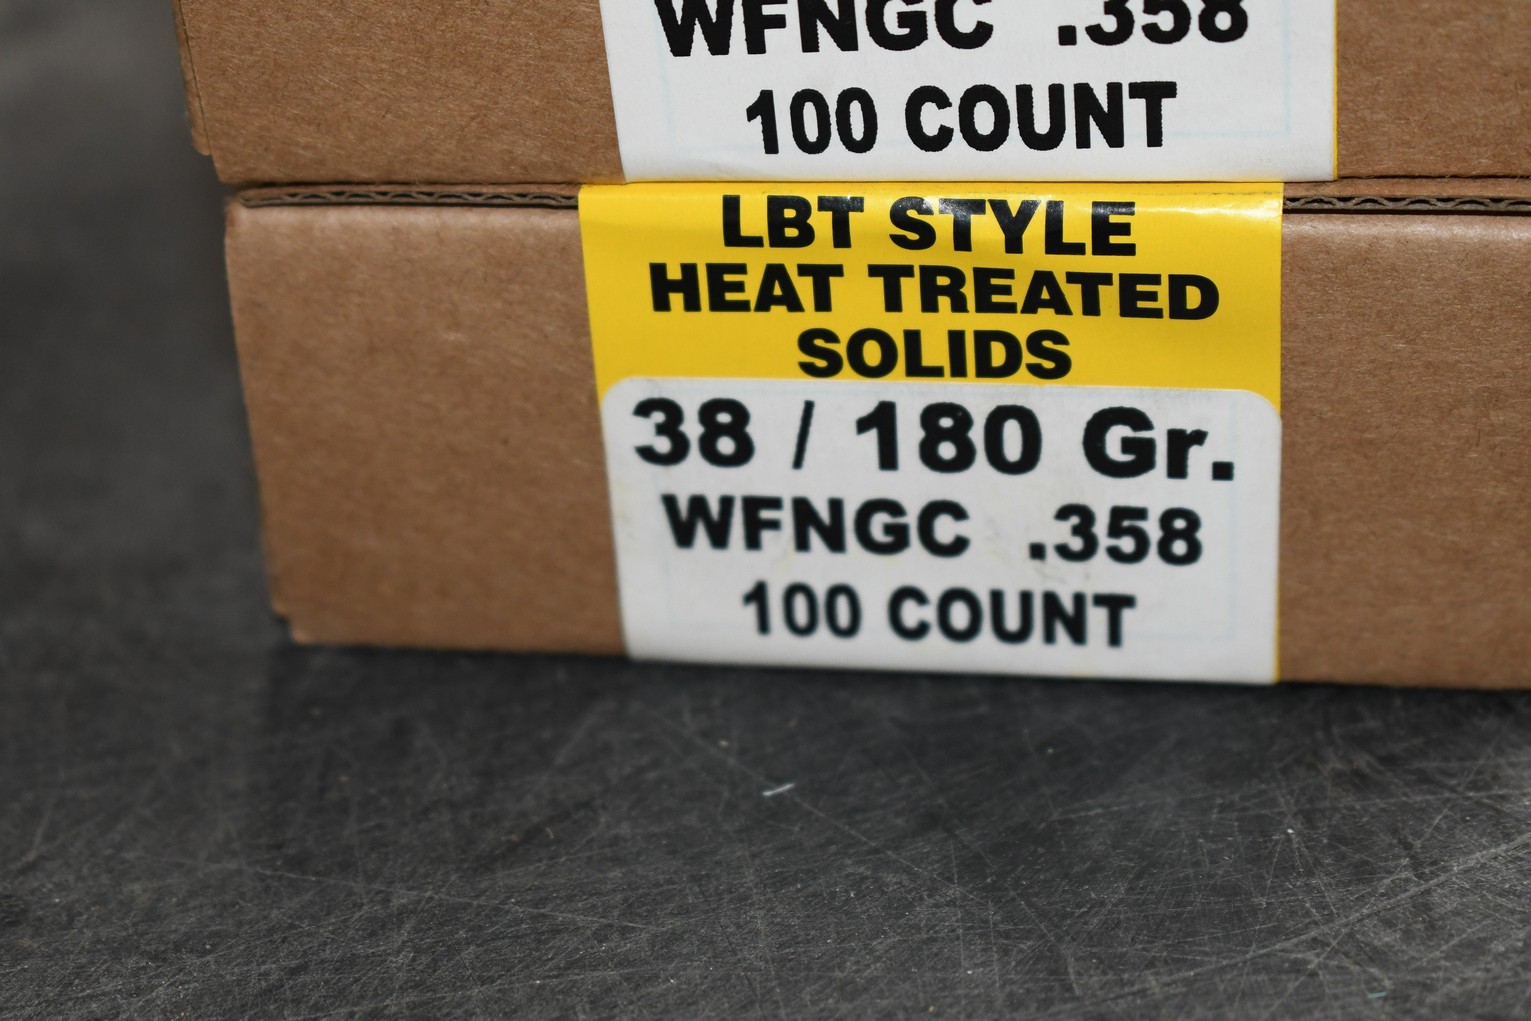 WFNGC .358
100 COUNT
LBT STYLE
HEAT TREATED
SOLIDS
38 / 180 Gr.
WFNGC .358
100 COUNT